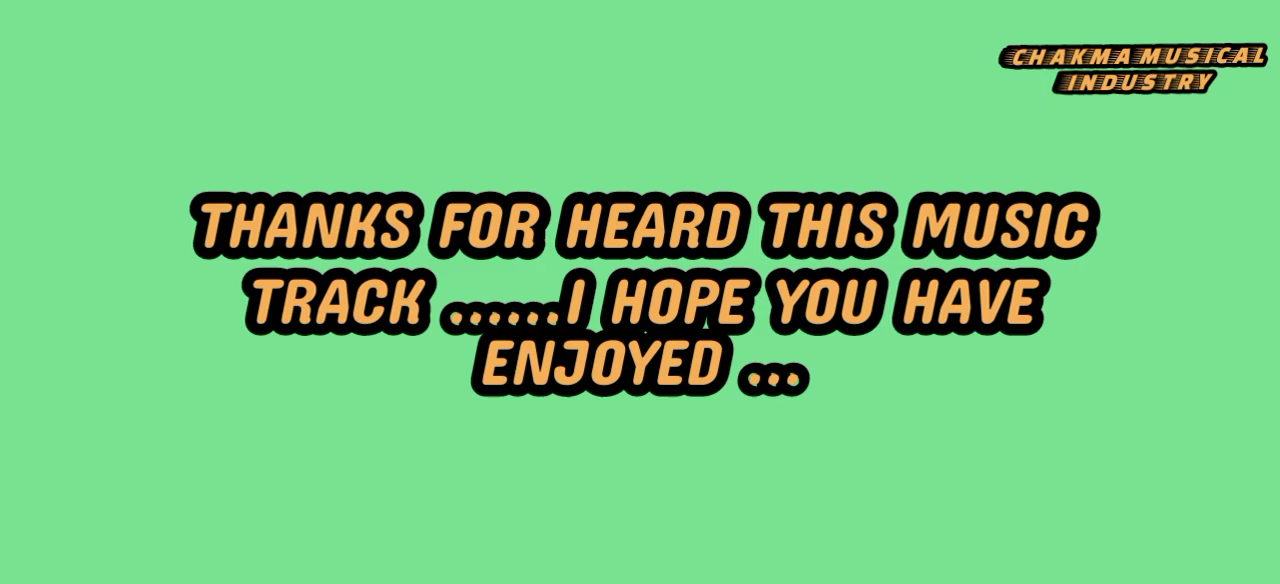 CHAKMA MUSICAL
INDUSTRY
THANKS FOR HEARD THIS MUSIC
TRACK ......I HOPE YOU HAVE
ENJOYED ...